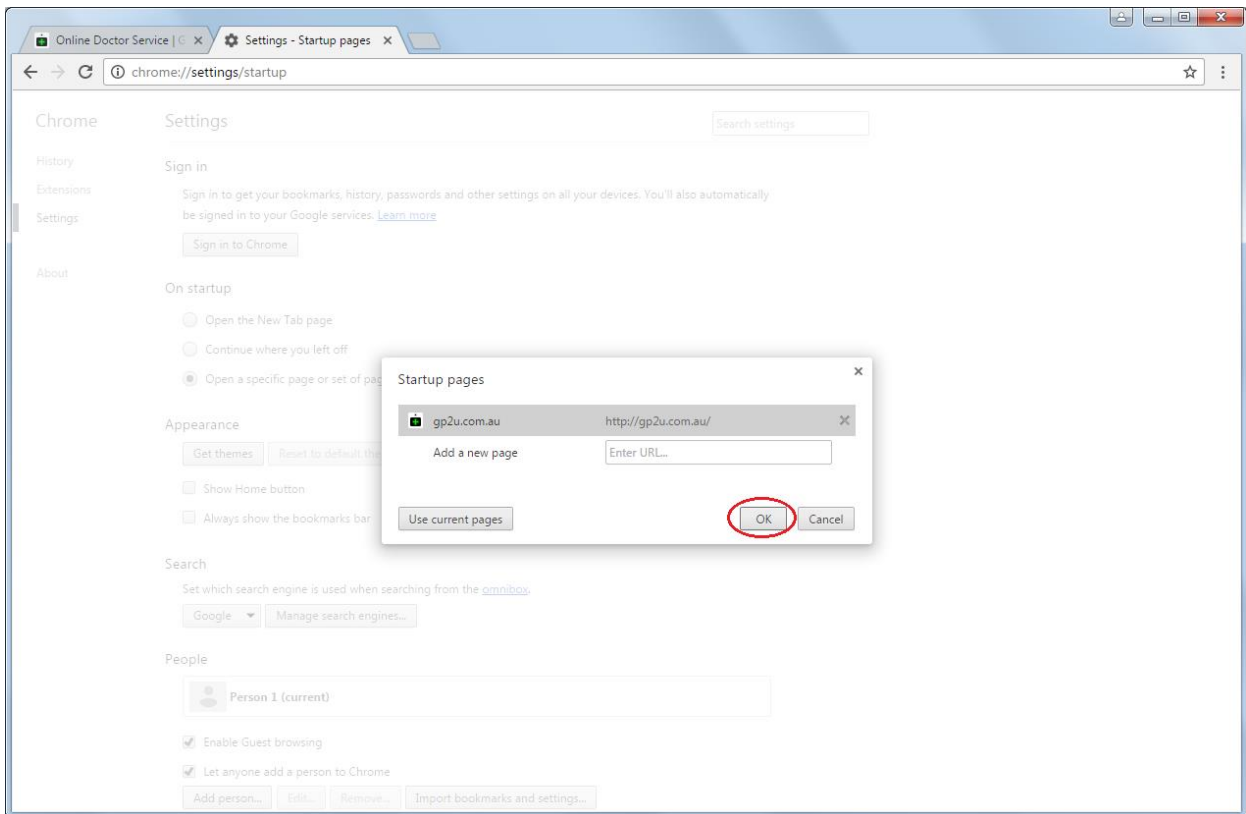 Online Doctor Service | G
Settings - Startup pages
chrome://settings/startup
Chrome
Settings
Search settings
History
Extensions
Settings
About
Sign in
Sign in to get your bookmarks, history, passwords and other settings on all your devices. You'll also automatically
be signed in to your Google services. Learn more
Sign in to Chrome
On startup
Open the New Tab page
Continue where you left off
Open a specific page or set of pag
Startup pages
gp2u.com.au http://gp2u.com.au/
Add a new page Enter URL...
Use current pages OK Cancel
Appearance
Get themes Reset to default the
Show Home button
Always show the bookmarks bar
Search
Set which search engine is used when searching from the omnibox.
Google Manage search engines...
People
Person 1 (current)
Enable Guest browsing
Let anyone add a person to Chrome
Add person... Edit... Remove... Import bookmarks and settings...